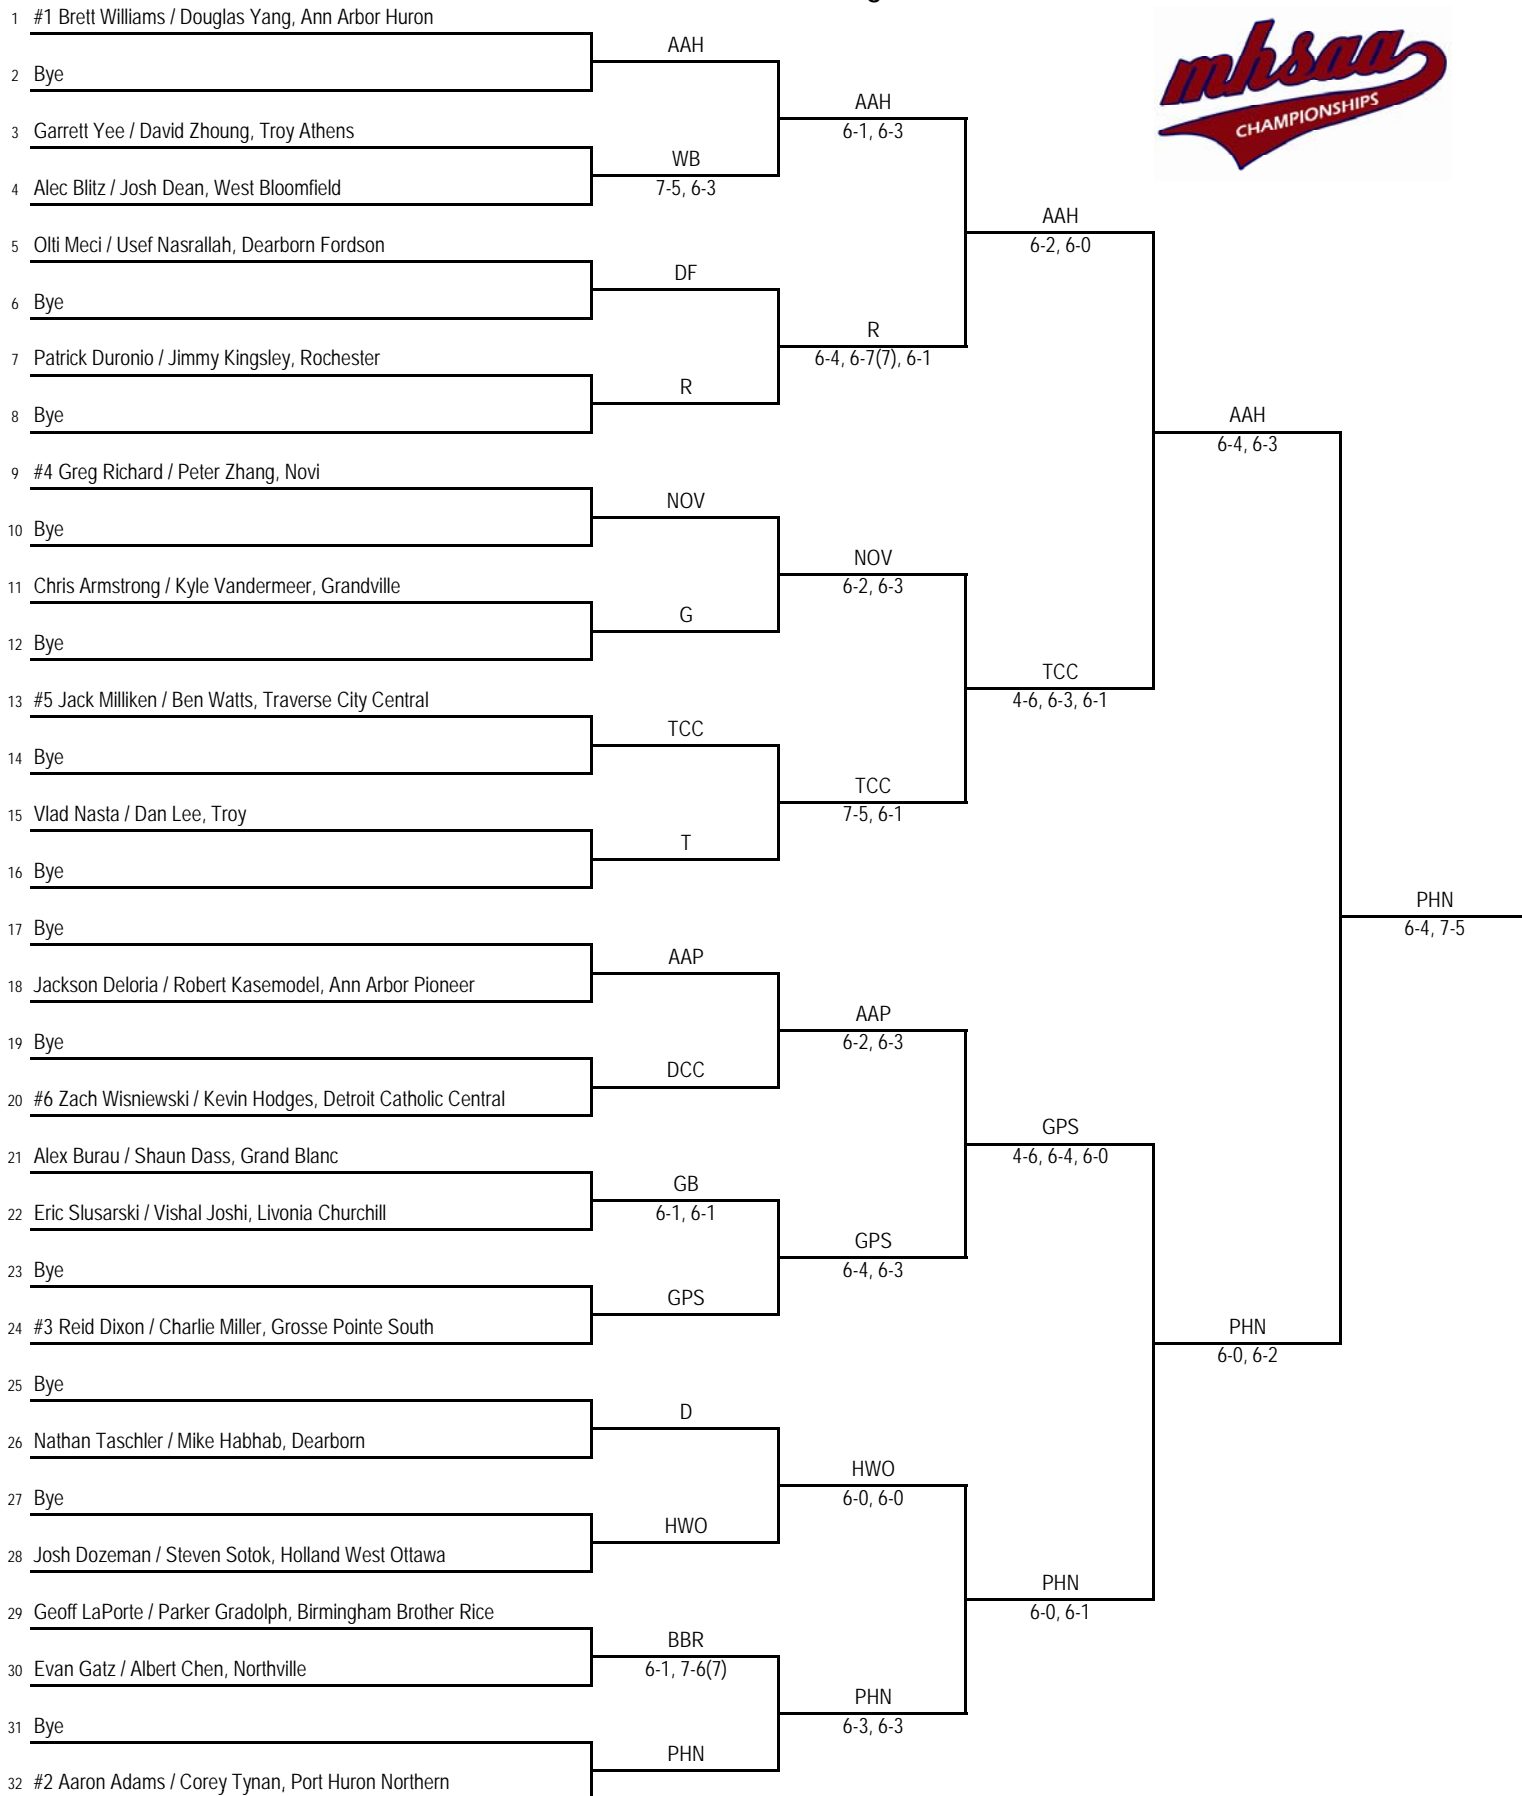 1 #1 Brett Williams / Douglas Yang, Ann Arbor Huron
AAH
2 Bye
AAH
6-1, 6-3
3 Garrett Yee / David Zhoung, Troy Athens
WB
7-5, 6-3
4 Alec Blitz / Josh Dean, West Bloomfield
mhsaa
CHAMPIONSHIPS
AAH
6-2, 6-0
5 Olti Meci / Usef Nasrallah, Dearborn Fordson
DF
6 Bye
R
6-4, 6-7(7), 6-1
7 Patrick Duronio / Jimmy Kingsley, Rochester
R
8 Bye
AAH
6-4, 6-3
9 #4 Greg Richard / Peter Zhang, Novi
NOV
10 Bye
NOV
6-2, 6-3
11 Chris Armstrong / Kyle Vandermeer, Grandville
G
12 Bye
TCC
4-6, 6-3, 6-1
13 #5 Jack Milliken / Ben Watts, Traverse City Central
TCC
14 Bye
TCC
7-5, 6-1
15 Vlad Nasta / Dan Lee, Troy
T
16 Bye
PHN
6-4, 7-5
17 Bye
AAP
18 Jackson Deloria / Robert Kasemodel, Ann Arbor Pioneer
AAP
6-2, 6-3
19 Bye
DCC
20 #6 Zach Wisniewski / Kevin Hodges, Detroit Catholic Central
GPS
4-6, 6-4, 6-0
21 Alex Burau / Shaun Dass, Grand Blanc
GB
6-1, 6-1
22 Eric Slusarski / Vishal Joshi, Livonia Churchill
GPS
6-4, 6-3
23 Bye
GPS
24 #3 Reid Dixon / Charlie Miller, Grosse Pointe South
PHN
6-0, 6-2
25 Bye
D
26 Nathan Taschler / Mike Habhab, Dearborn
HWO
6-0, 6-0
27 Bye
HWO
28 Josh Dozeman / Steven Sotok, Holland West Ottawa
PHN
6-0, 6-1
29 Geoff LaPorte / Parker Gradolph, Birmingham Brother Rice
BBR
6-1, 7-6(7)
30 Evan Gatz / Albert Chen, Northville
PHN
6-3, 6-3
31 Bye
PHN
32 #2 Aaron Adams / Corey Tynan, Port Huron Northern